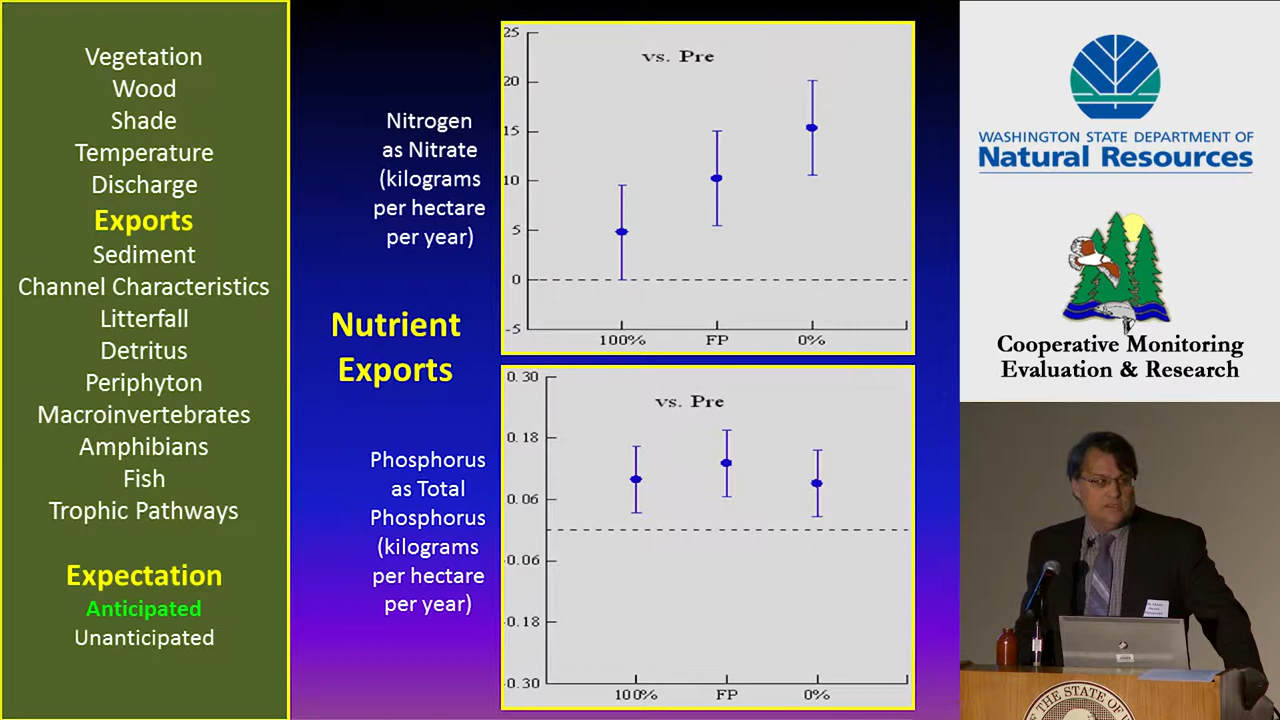 Vegetation
Wood
Shade
Temperature
Discharge
Exports
Sediment
Channel Characteristics
Litterfall
Detritus
Periphyton
Macroinvertebrates
Amphibians
Fish
Trophic Pathways
Expectation
Anticipated
Unanticipated
Nitrogen
as Nitrate
(kilograms
per hectare
per year)
Nutrient
Exports
Phosphorus
as Total
Phosphorus
(kilograms
per hectare
per year)
vs. Pre
25
20
15
10
5
0
-5
100% FP 0%
vs. Pre
0.30
0.18
0.06
-0.06
-0.18
-0.30
100% FP 0%
WASHINGTON STATE DEPARTMENT OF
Natural Resources
Cooperative Monitoring
Evaluation & Research
OF THE STATE OF